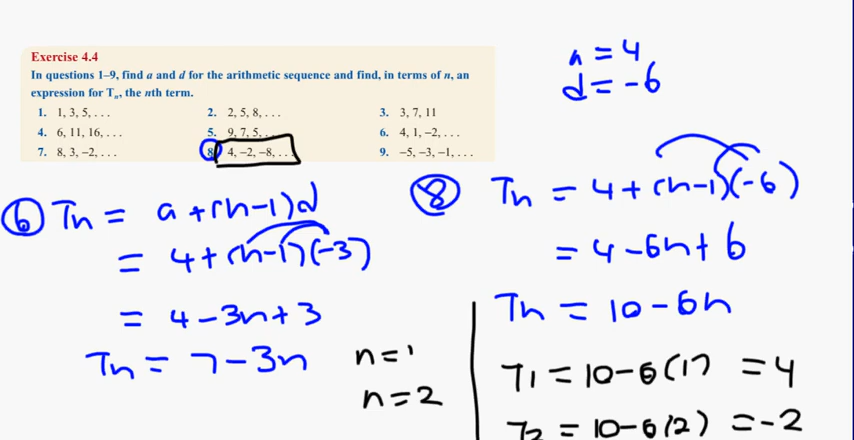 Exercise 4.4
In questions 1–9, find a and d for the arithmetic sequence and find, in terms of n, an
expression for Tₙ, the nth term.
1. 1, 3, 5, . . .   2. 2, 5, 8, . . .   3. 3, 7, 11
4. 6, 11, 16, . . .   5. 9, 7, 5, . . .   6. 4, 1, −2, . . .
7. 8, 3, −2, . . .   8. 4, −2, −8, . . .   9. −5, −3, −1, . . .
a = 4
d = -6
⑥ Tn = a + (n-1)d
= 4 + (n-1)(-3)
= 4 - 3n + 3
Tn = 7 - 3n
n = 1
n = 2
⑧ Tn = 4 + (n-1)(-6)
= 4 - 6n + 6
Tn = 10 - 6n
T1 = 10 - 6(1) = 4
T2 = 10 - 6(2) = -2